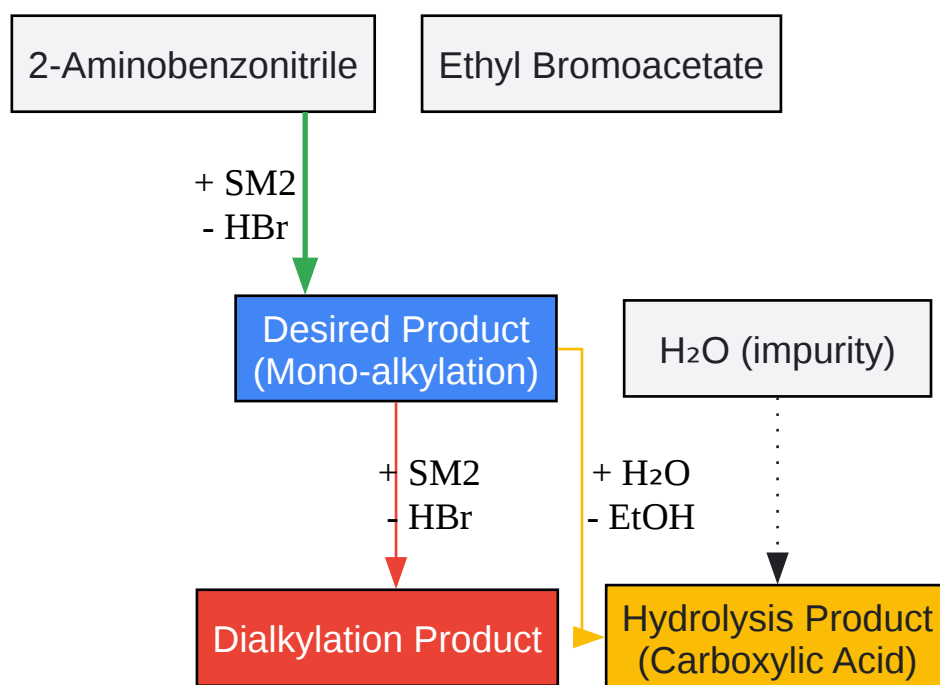 2-Aminobenzonitrile
Ethyl Bromoacetate
+ SM2
- HBr
Desired Product
(Mono-alkylation)
H₂O (impurity)
+ SM2
- HBr
+ H₂O
- EtOH
Dialkylation Product
Hydrolysis Product
(Carboxylic Acid)